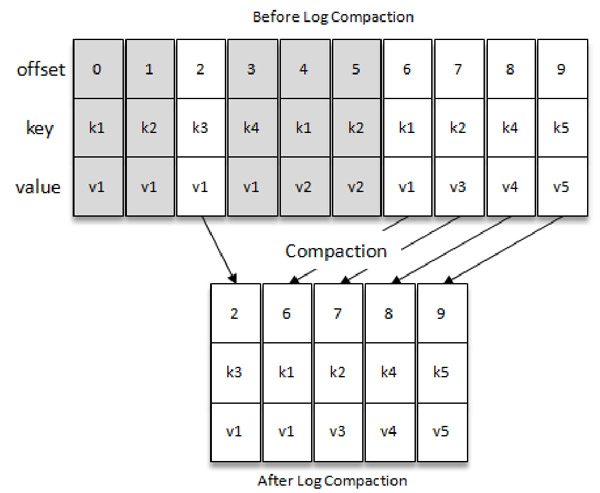 Before Log Compaction
offset 0 1 2 3 4 5 6 7 8 9
key k1 k2 k3 k4 k1 k2 k1 k2 k4 k5
value v1 v1 v1 v1 v2 v2 v1 v3 v4 v5
Compaction
2 6 7 8 9
k3 k1 k2 k4 k5
v1 v1 v3 v4 v5
After Log Compaction